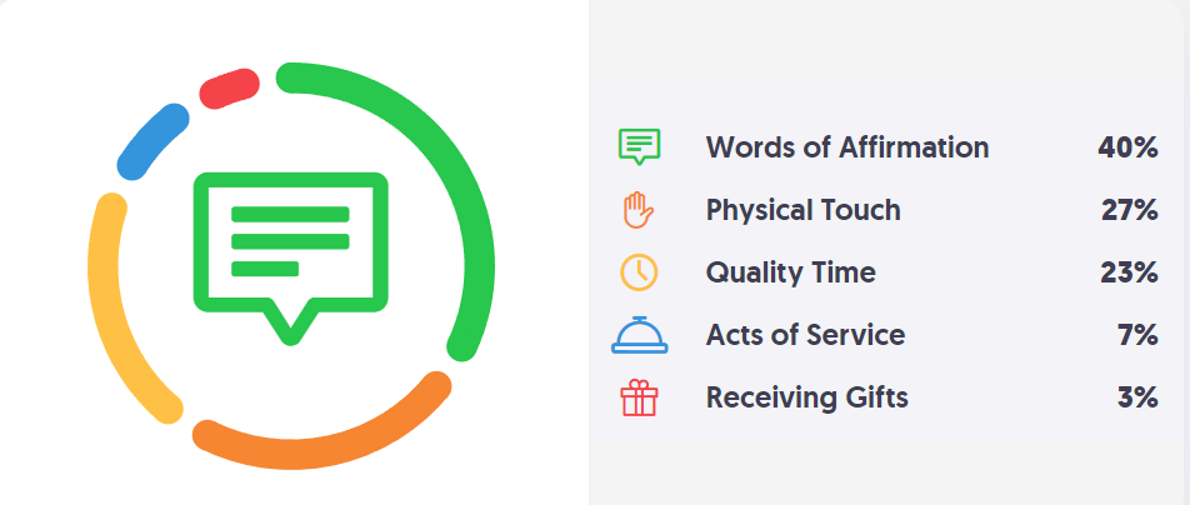 Words of Affirmation 40%
Physical Touch 27%
Quality Time 23%
Acts of Service 7%
Receiving Gifts 3%